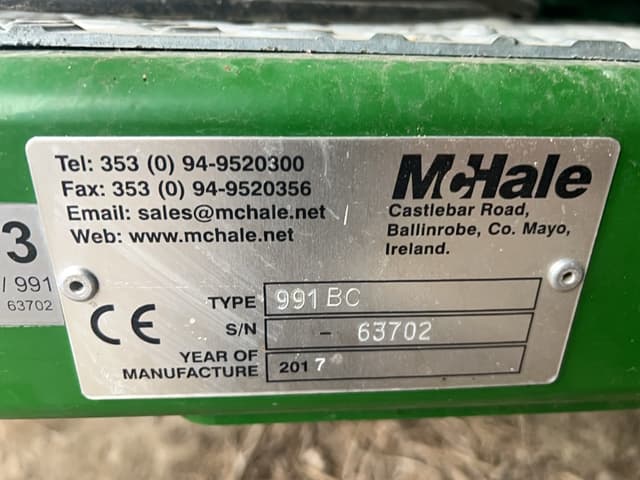 Tel: 353 (0) 94-9520300
Fax: 353 (0) 94-9520356
Email: sales@mchale.net
Web: www.mchale.net
McHale
Castlebar Road,
Ballinrobe, Co. Mayo,
Ireland.
3
/ 991
63702
CE
TYPE 991 BC
S/N - 63702
YEAR OF
MANUFACTURE 2017